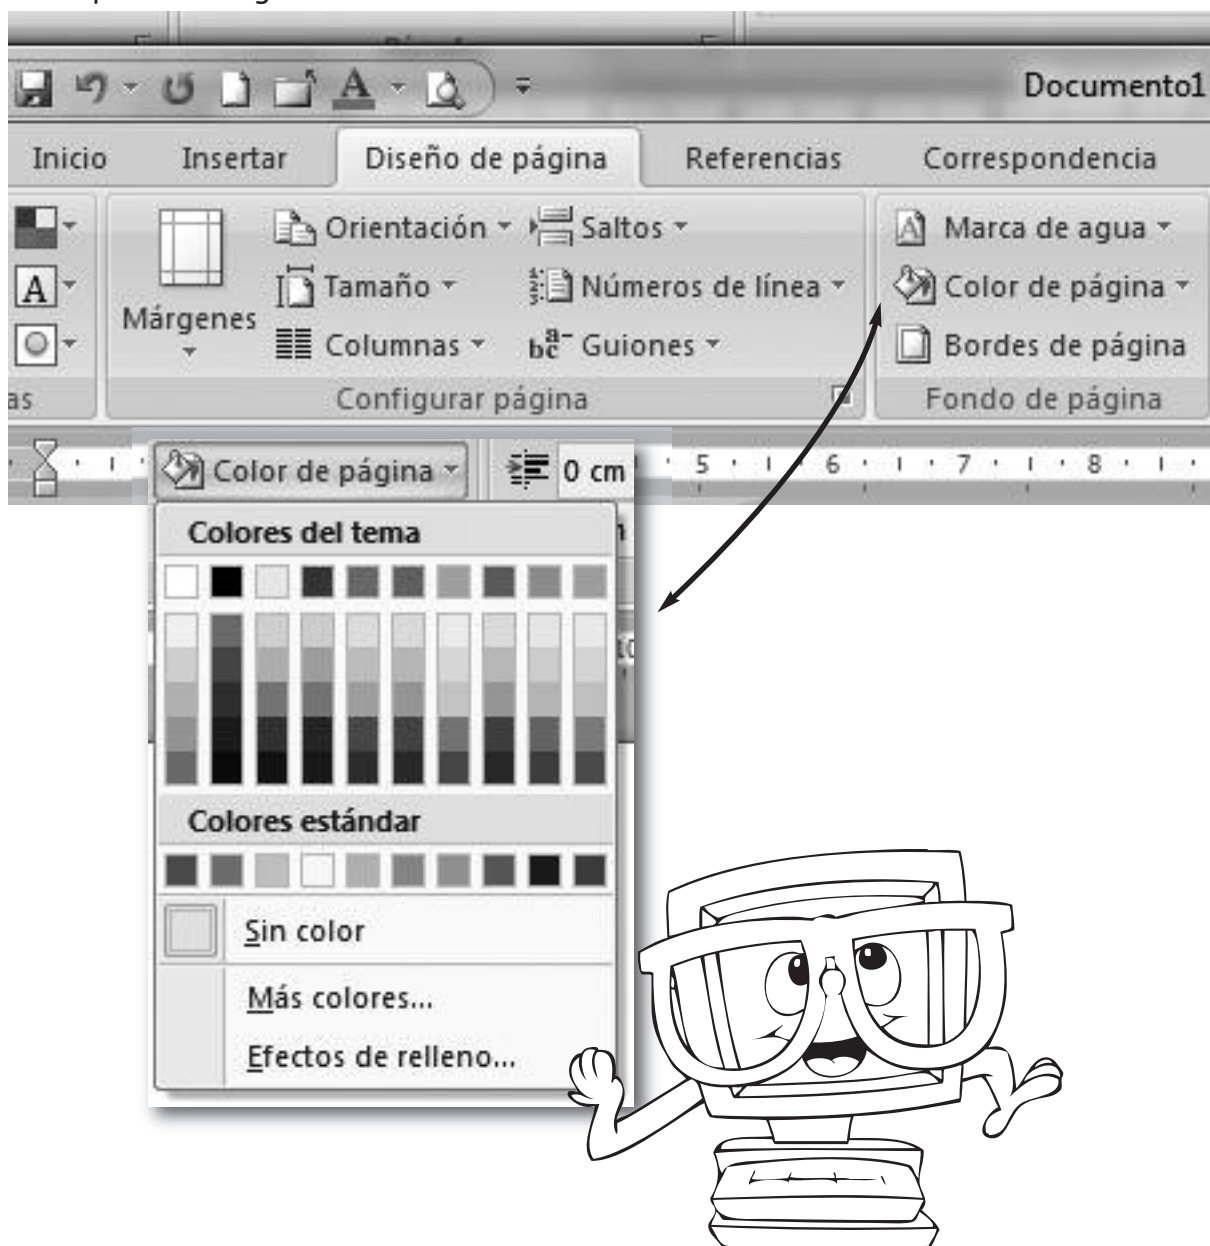 Documento1
Inicio Insertar Diseño de página Referencias Correspondencia
Orientación Saltos Marca de agua
Tamaño Números de línea Color de página
Márgenes
Columnas Guiones Bordes de página
as Configurar página Fondo de página
Color de página 0 cm 5 6 7 8
Colores del tema
Colores estándar
Sin color
Más colores...
Efectos de relleno...